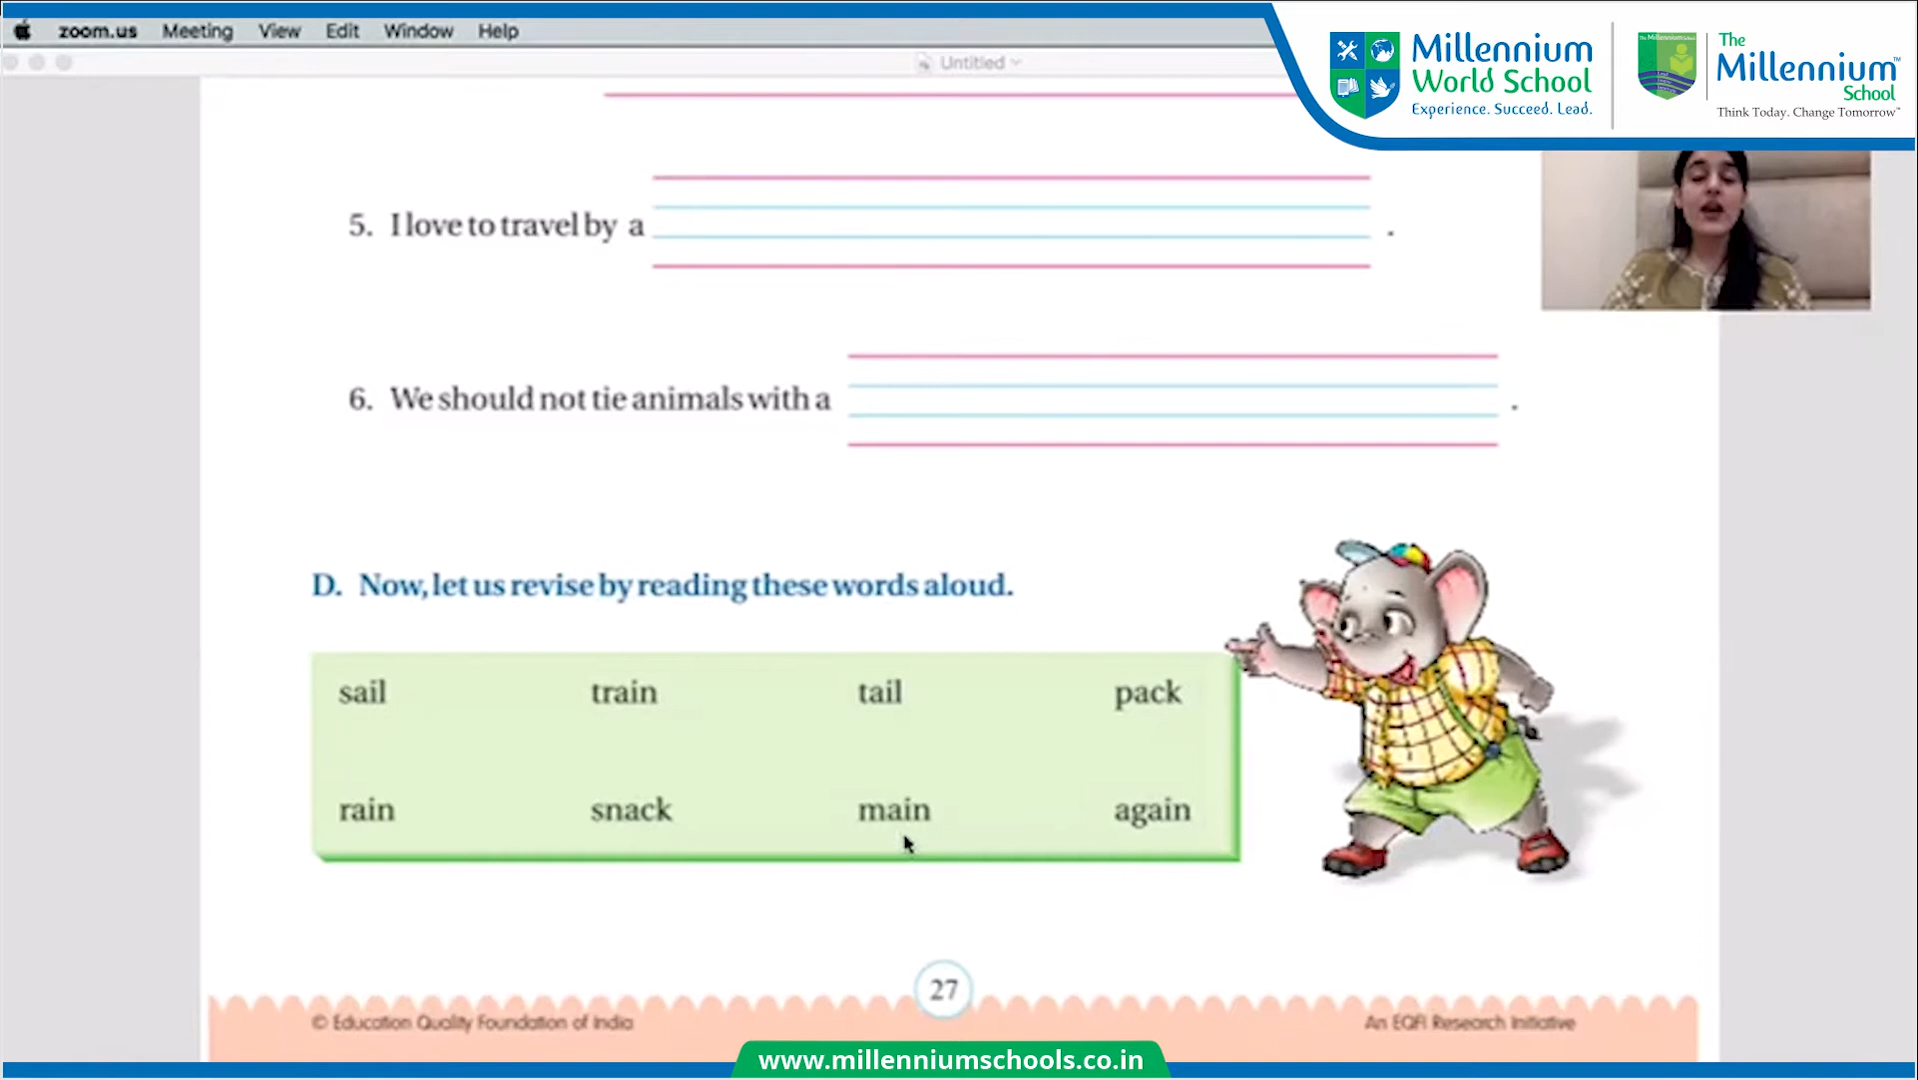 zoom.us Meeting View Edit Window Help
Untitled
Millennium
World School
Experience. Succeed. Lead.
The
Millennium™
School
Think Today. Change Tomorrow™
5. I love to travel by a .
6. We should not tie animals with a .
D. Now, let us revise by reading these words aloud.
sail train tail pack
rain snack main again
27
© Education Quality Foundation of India
An EQFI Research Initiative
www.millenniumschools.co.in